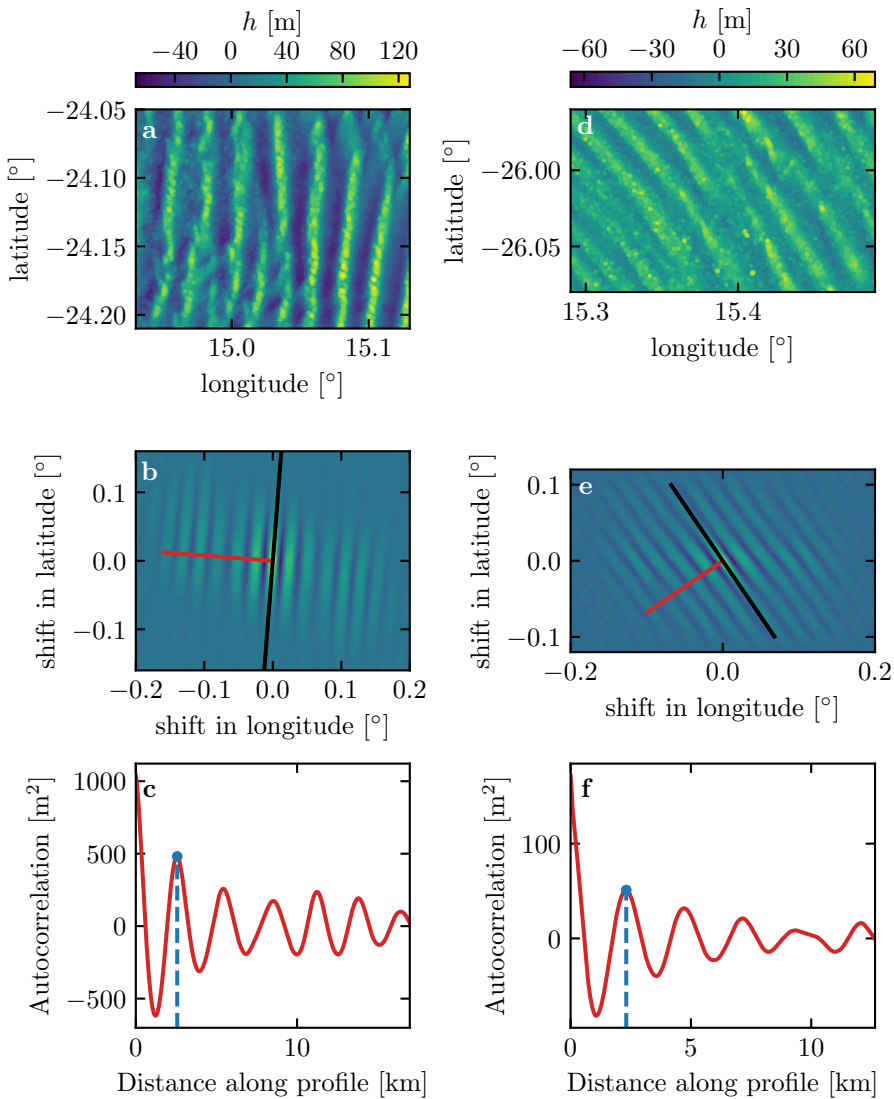 h [m]
−40 0 40 80 120
a
−24.05
−24.10
−24.15
−24.20
latitude [°]
15.0 15.1
longitude [°]
h [m]
−60 −30 0 30 60
d
−26.00
−26.05
latitude [°]
15.3 15.4
longitude [°]
b
0.1
0.0
−0.1
shift in latitude [°]
−0.2 −0.1 0.0 0.1 0.2
shift in longitude [°]
e
0.1
0.0
−0.1
shift in latitude [°]
−0.2 0.0 0.2
shift in longitude [°]
c
1000
500
0
−500
Autocorrelation [m²]
0 10
Distance along profile [km]
f
100
0
Autocorrelation [m²]
0 5 10
Distance along profile [km]